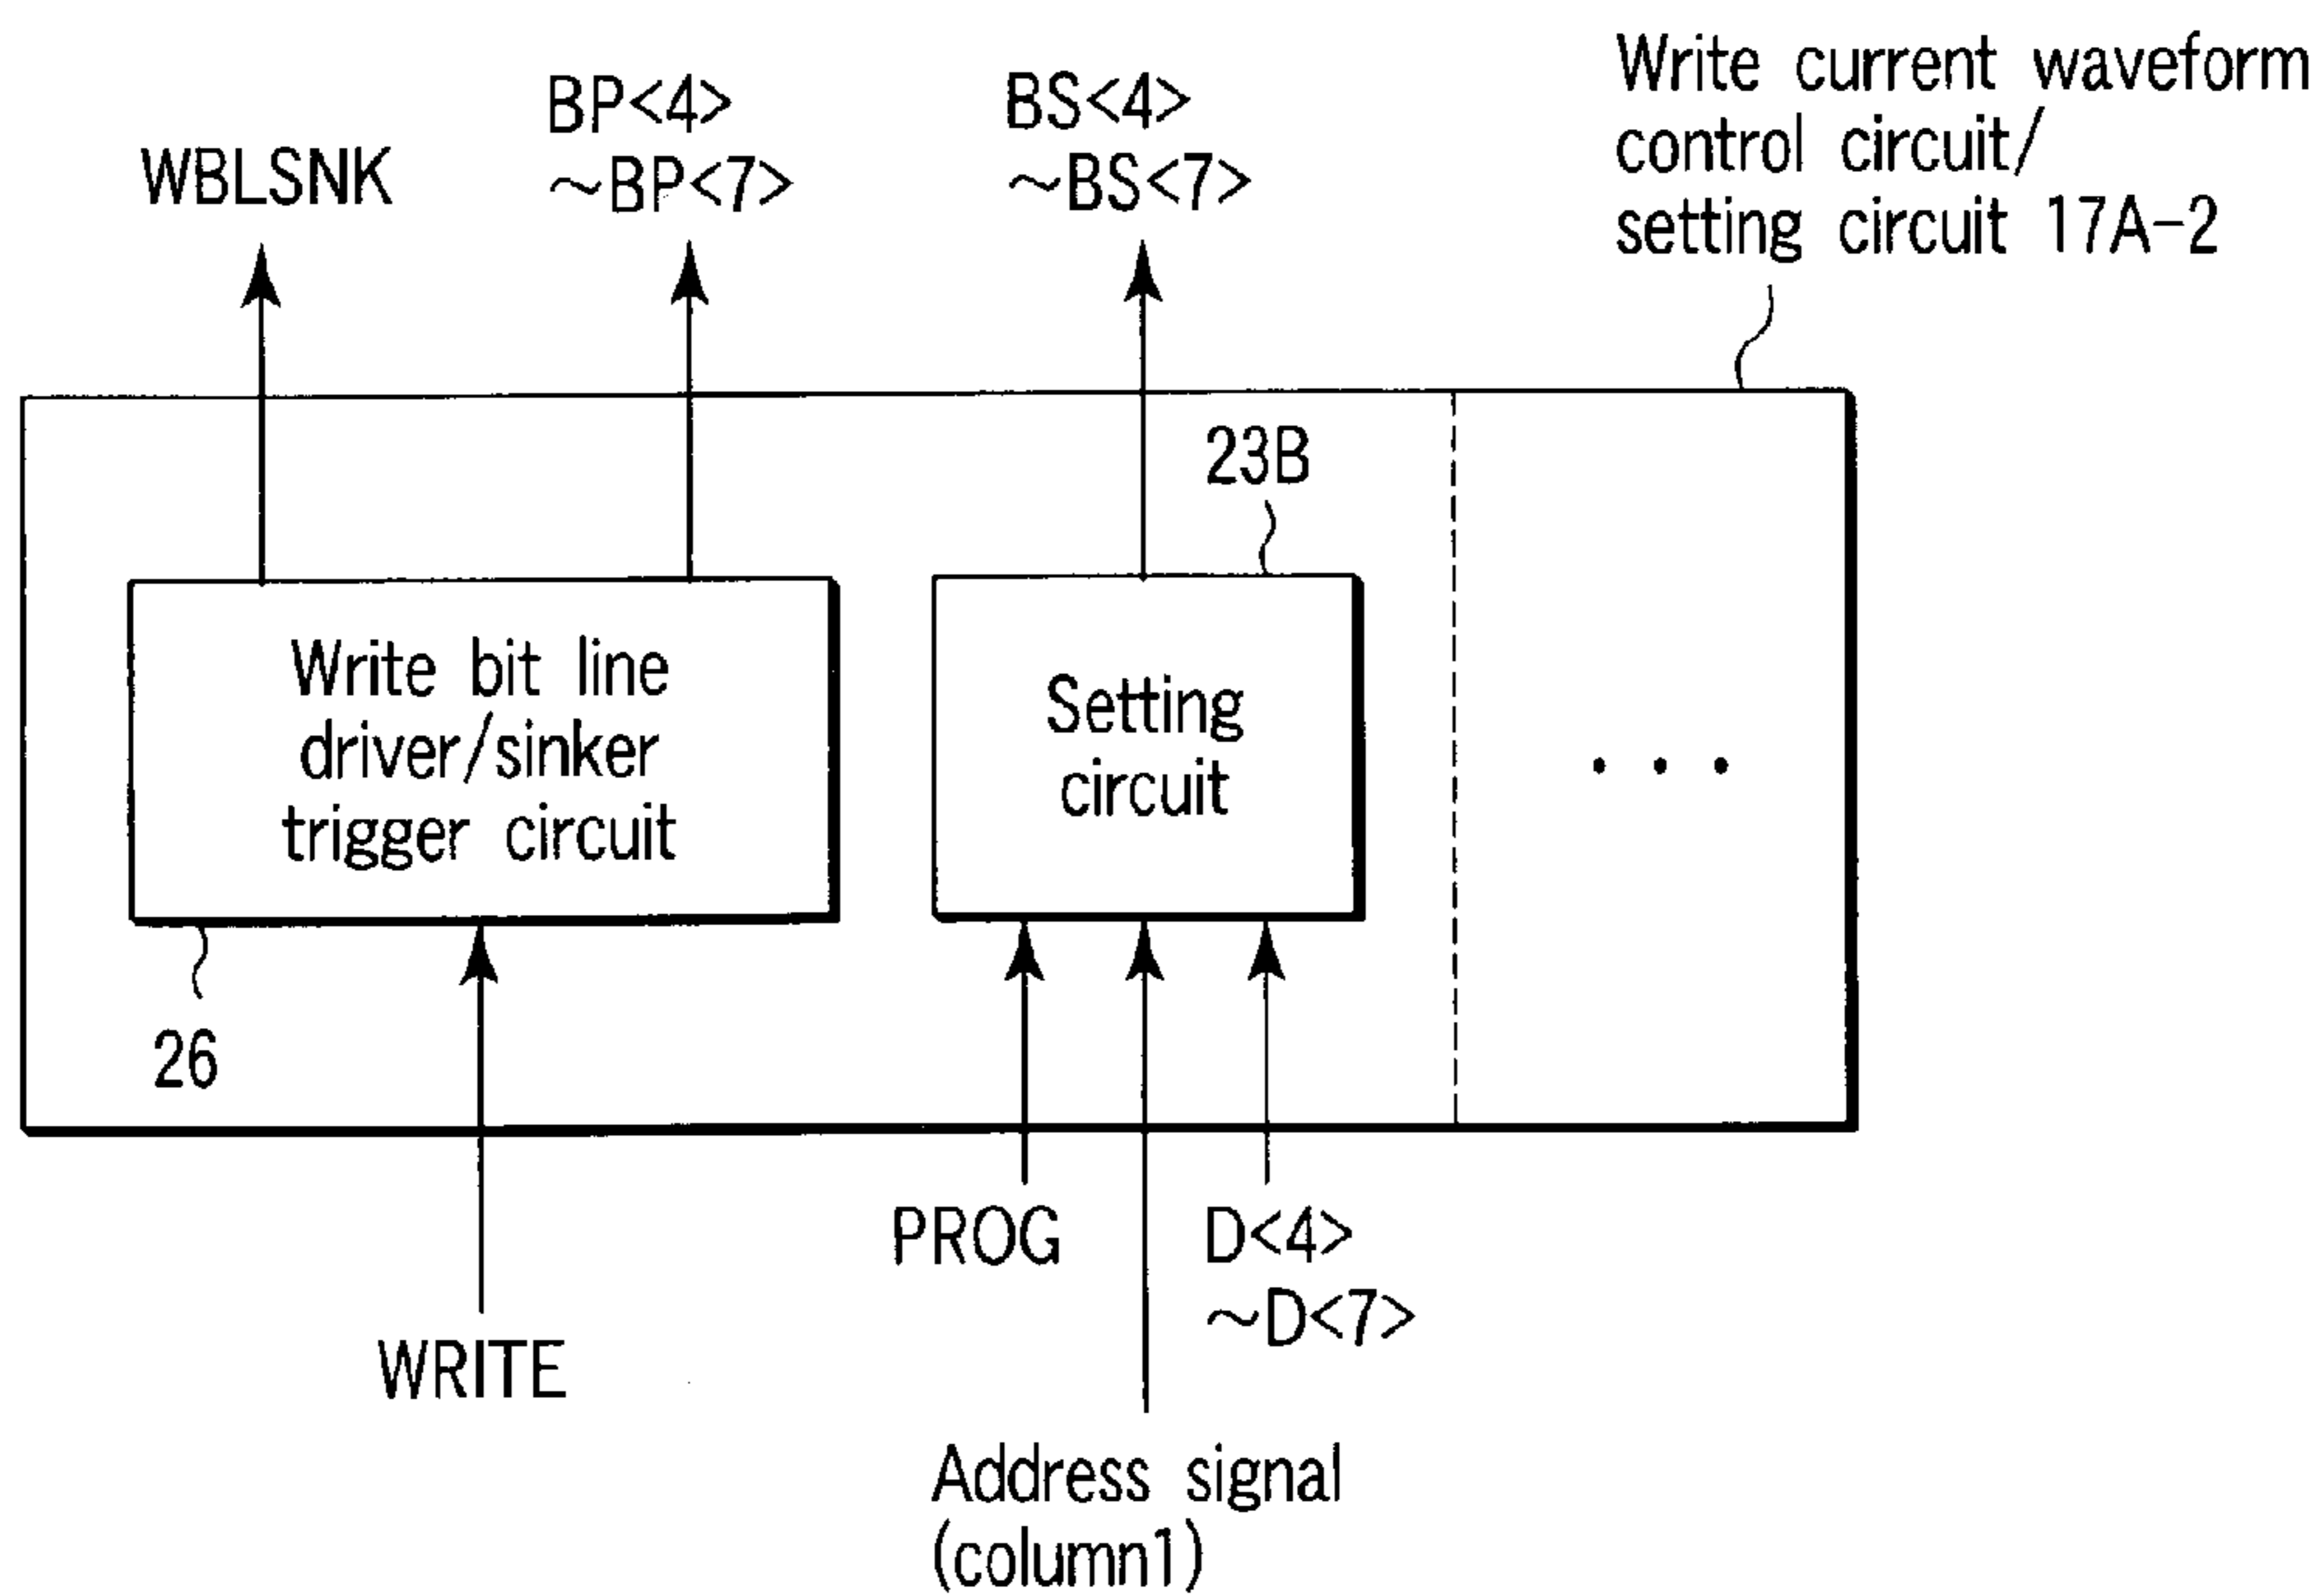 WBLSNK
BP<4>
~BP<7>
BS<4>
~BS<7>
Write current waveform
control circuit/
setting circuit 17A-2
23B
Write bit line
driver/sinker
trigger circuit
Setting
circuit
• • •
26
WRITE
PROG
D<4>
~D<7>
Address signal
(column1)